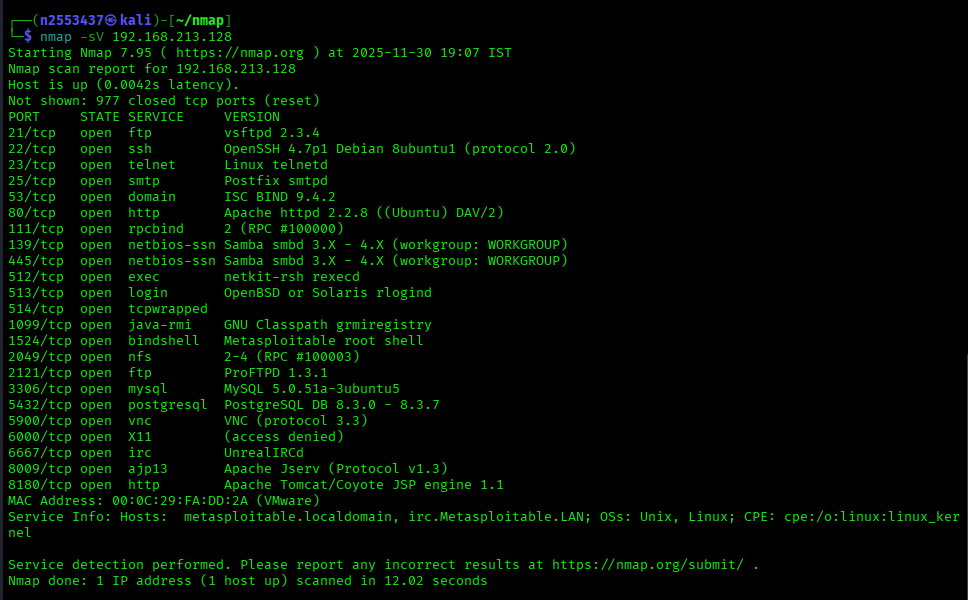 ┌──(n2553437㉿kali)-[~/nmap]
└─$ nmap -sV 192.168.213.128
Starting Nmap 7.95 ( https://nmap.org ) at 2025-11-30 19:07 IST
Nmap scan report for 192.168.213.128
Host is up (0.0042s latency).
Not shown: 977 closed tcp ports (reset)
PORT     STATE SERVICE     VERSION
21/tcp   open  ftp         vsftpd 2.3.4
22/tcp   open  ssh         OpenSSH 4.7p1 Debian 8ubuntu1 (protocol 2.0)
23/tcp   open  telnet      Linux telnetd
25/tcp   open  smtp        Postfix smtpd
53/tcp   open  domain      ISC BIND 9.4.2
80/tcp   open  http        Apache httpd 2.2.8 ((Ubuntu) DAV/2)
111/tcp  open  rpcbind     2 (RPC #100000)
139/tcp  open  netbios-ssn Samba smbd 3.X - 4.X (workgroup: WORKGROUP)
445/tcp  open  netbios-ssn Samba smbd 3.X - 4.X (workgroup: WORKGROUP)
512/tcp  open  exec        netkit-rsh rexecd
513/tcp  open  login       OpenBSD or Solaris rlogind
514/tcp  open  tcpwrapped
1099/tcp open  java-rmi    GNU Classpath grmiregistry
1524/tcp open  bindshell   Metasploitable root shell
2049/tcp open  nfs         2-4 (RPC #100003)
2121/tcp open  ftp         ProFTPD 1.3.1
3306/tcp open  mysql       MySQL 5.0.51a-3ubuntu5
5432/tcp open  postgresql  PostgreSQL DB 8.3.0 - 8.3.7
5900/tcp open  vnc         VNC (protocol 3.3)
6000/tcp open  X11         (access denied)
6667/tcp open  irc         UnrealIRCd
8009/tcp open  ajp13       Apache Jserv (Protocol v1.3)
8180/tcp open  http        Apache Tomcat/Coyote JSP engine 1.1
MAC Address: 00:0C:29:FA:DD:2A (VMware)
Service Info: Hosts:  metasploitable.localdomain, irc.Metasploitable.LAN; OSs: Unix, Linux; CPE: cpe:/o:linux:linux_ker
nel
Service detection performed. Please report any incorrect results at https://nmap.org/submit/ .
Nmap done: 1 IP address (1 host up) scanned in 12.02 seconds